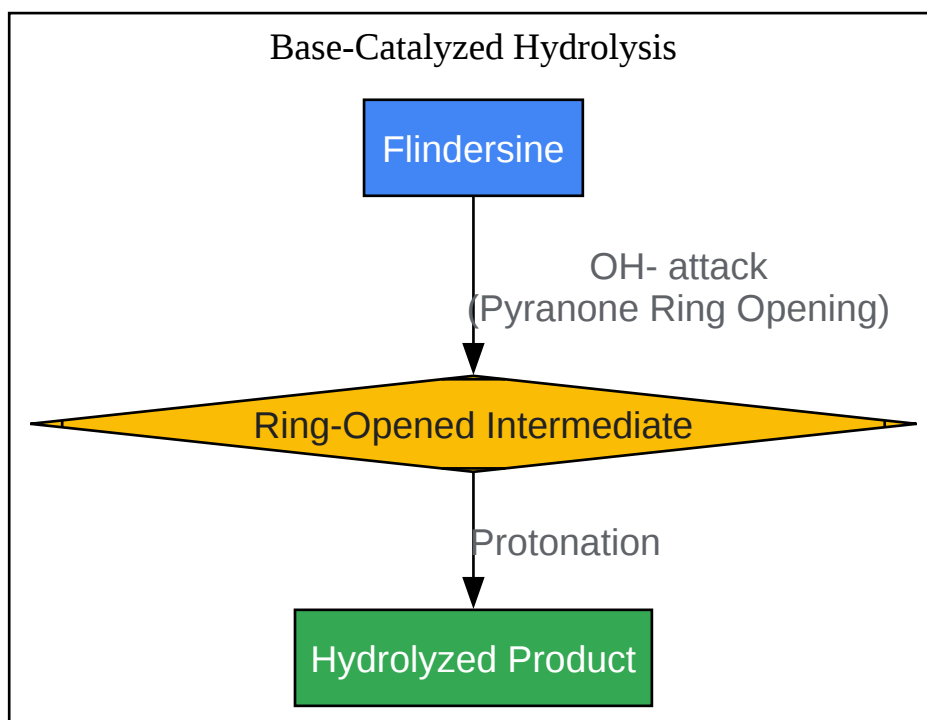 Base-Catalyzed Hydrolysis
Flindersine
OH- attack
(Pyranone Ring Opening)
Ring-Opened Intermediate
Protonation
Hydrolyzed Product